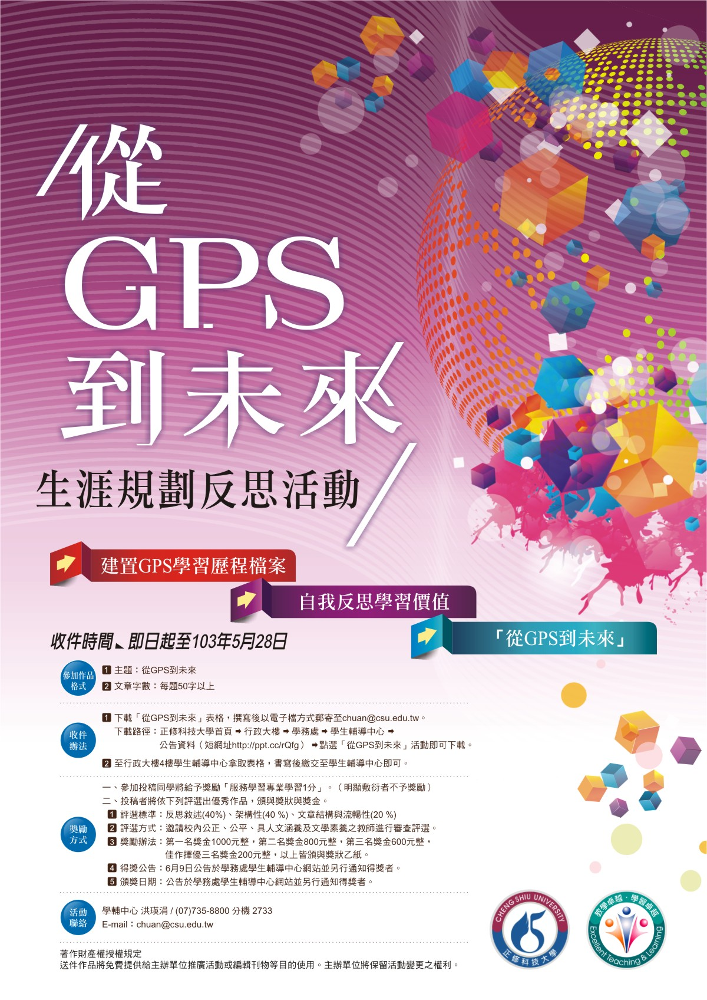 從
GPS
到未來
生涯規劃反思活動
建置GPS學習歷程檔案
自我反思學習價值
「從GPS到未來」
收件時間、即日起至103年5月28日
參加作品
格式
1 主題：從GPS到未來
2 文章字數：每題50字以上
收件
辦法
1 下載「從GPS到未來」表格，撰寫後以電子檔方式郵寄至chuan@csu.edu.tw。
下載路徑：正修科技大學首頁➡行政大樓➡學務處➡學生輔導中心➡
公告資料（短網址http://ppt.cc/rQfg）➡點選「從GPS到未來」活動即可下載。
2 至行政大樓4樓學生輔導中心拿取表格，書寫後繳交至學生輔導中心即可。
獎勵
方式
一、參加投稿同學將給予獎勵「服務學習專業學習1分」。（明顯敷衍者不予獎勵）
二、投稿者將依下列評選出優秀作品，頒與獎狀與獎金。
1 評選標準：反思敘述(40%)、架構性(40 %)、文章結構與流暢性(20 %)
2 評選方式：邀請校內公正、公平、具人文涵養及文學素養之教師進行審查評選。
3 獎勵辦法：第一名獎金1000元整，第二名獎金800元整，第三名獎金600元整，
佳作擇優三名獎金200元整，以上皆頒與獎狀乙紙。
4 得獎公告：6月9日公告於學務處學生輔導中心網站並另行通知得獎者。
5 頒獎日期：公告於學務處學生輔導中心網站並另行通知得獎者。
活動
聯絡
學輔中心 洪瑛涓 / (07)735-8800 分機 2733
E-mail：chuan@csu.edu.tw
著作財產權授權規定
送件作品將免費提供給主辦單位推廣活動或編輯刊物等目的使用。主辦單位將保留活動變更之權利。
CHENG SHIU UNIVERSITY
正修科技大學
教學卓越・學習卓越
Excellent Teaching & Learning